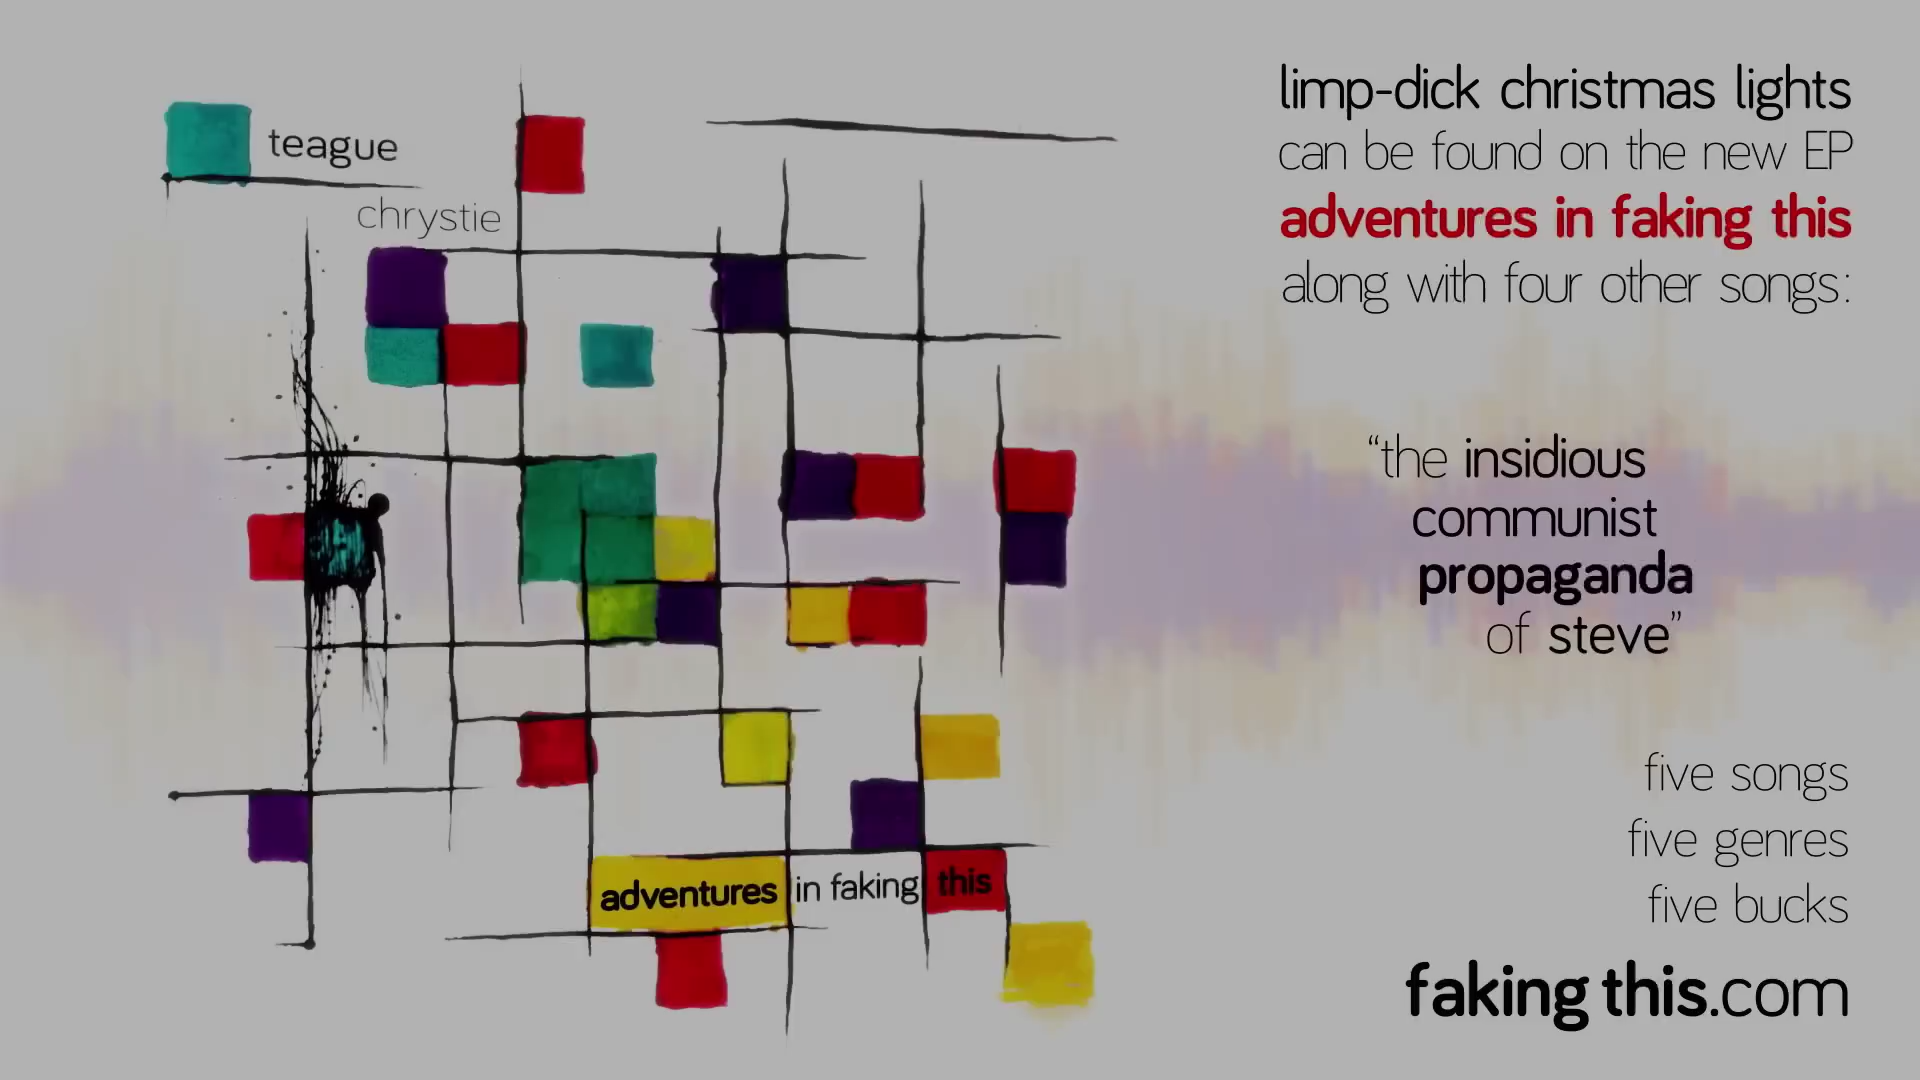 teague
chrystie
adventures in faking this
limp-dick christmas lights
can be found on the new EP
adventures in faking this
along with four other songs:
“the insidious
communist
propaganda
of steve”
five songs
five genres
five bucks
faking this.com